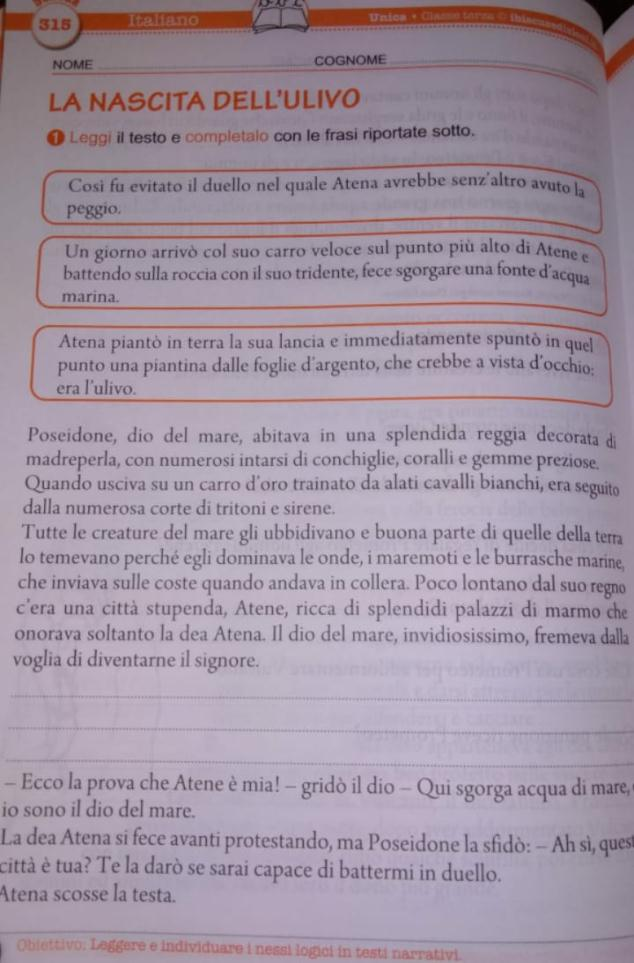 315
Italiano
Unica • Classe terza © ibiscusedizioni
NOME
COGNOME
LA NASCITA DELL'ULIVO
1 Leggi il testo e completalo con le frasi riportate sotto.
Così fu evitato il duello nel quale Atena avrebbe senz'altro avuto la
peggio.
Un giorno arrivò col suo carro veloce sul punto più alto di Atene e
battendo sulla roccia con il suo tridente, fece sgorgare una fonte d'acqua
marina.
Atena piantò in terra la sua lancia e immediatamente spuntò in quel
punto una piantina dalle foglie d'argento, che crebbe a vista d'occhio:
era l'ulivo.
Poseidone, dio del mare, abitava in una splendida reggia decorata di
madreperla, con numerosi intarsi di conchiglie, coralli e gemme preziose.
Quando usciva su un carro d'oro trainato da alati cavalli bianchi, era seguito
dalla numerosa corte di tritoni e sirene.
Tutte le creature del mare gli ubbidivano e buona parte di quelle della terra
lo temevano perché egli dominava le onde, i maremoti e le burrasche marine,
che inviava sulle coste quando andava in collera. Poco lontano dal suo regno
c'era una città stupenda, Atene, ricca di splendidi palazzi di marmo che
onorava soltanto la dea Atena. Il dio del mare, invidiosissimo, fremeva dalla
voglia di diventarne il signore.
– Ecco la prova che Atene è mia! – gridò il dio – Qui sgorga acqua di mare,
io sono il dio del mare.
La dea Atena si fece avanti protestando, ma Poseidone la sfidò: – Ah sì, quest
città è tua? Te la darò se sarai capace di battermi in duello.
Atena scosse la testa.
Obiettivo: Leggere e individuare i nessi logici in testi narrativi.